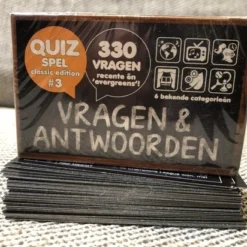 QUIZ
SPEL
classic edition
#3
330
VRAGEN
recente én
'evergreens'!
6 bekende categorieën
VRAGEN &
ANTWOORDEN